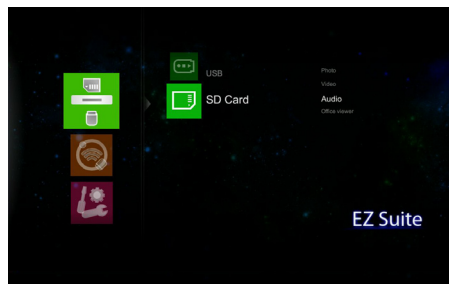 USB
SD Card
Photo
Video
Audio
Office viewer
EZ Suite